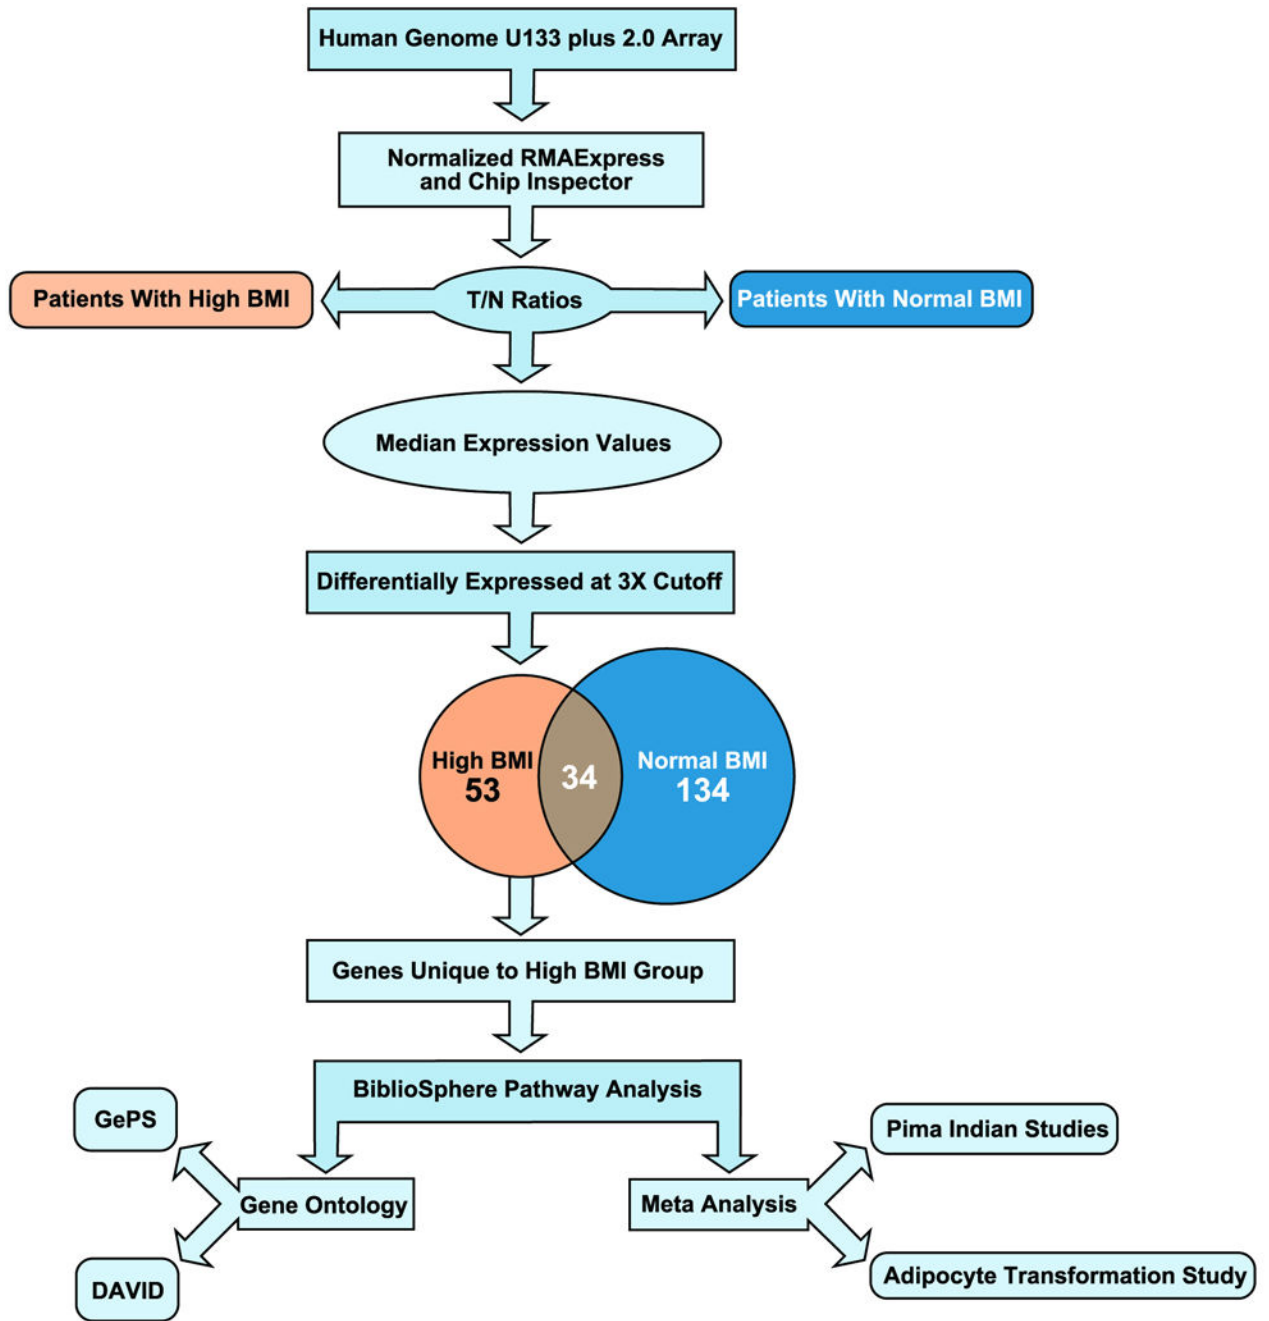 Human Genome U133 plus 2.0 Array
Normalized RMAExpress
and Chip Inspector
Patients With High BMI
T/N Ratios
Patients With Normal BMI
Median Expression Values
Differentially Expressed at 3X Cutoff
High BMI
53
34
Normal BMI
134
Genes Unique to High BMI Group
BiblioSphere Pathway Analysis
GePS
Pima Indian Studies
Gene Ontology
Meta Analysis
DAVID
Adipocyte Transformation Study